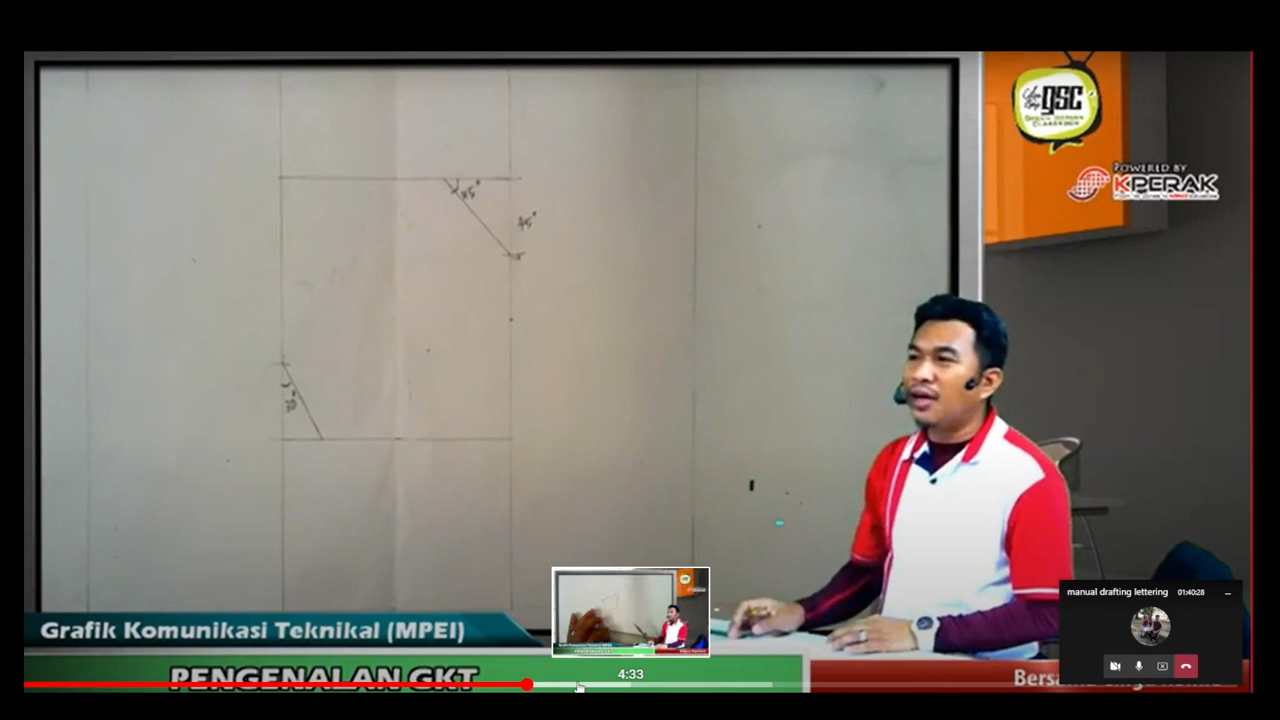 gsc
POWERED BY
KPERAK
45°
45°
30°
manual drafting lettering 01:40:28
Grafik Komunikasi Teknikal (MPEI)
4:33
PENGENALAN GKT